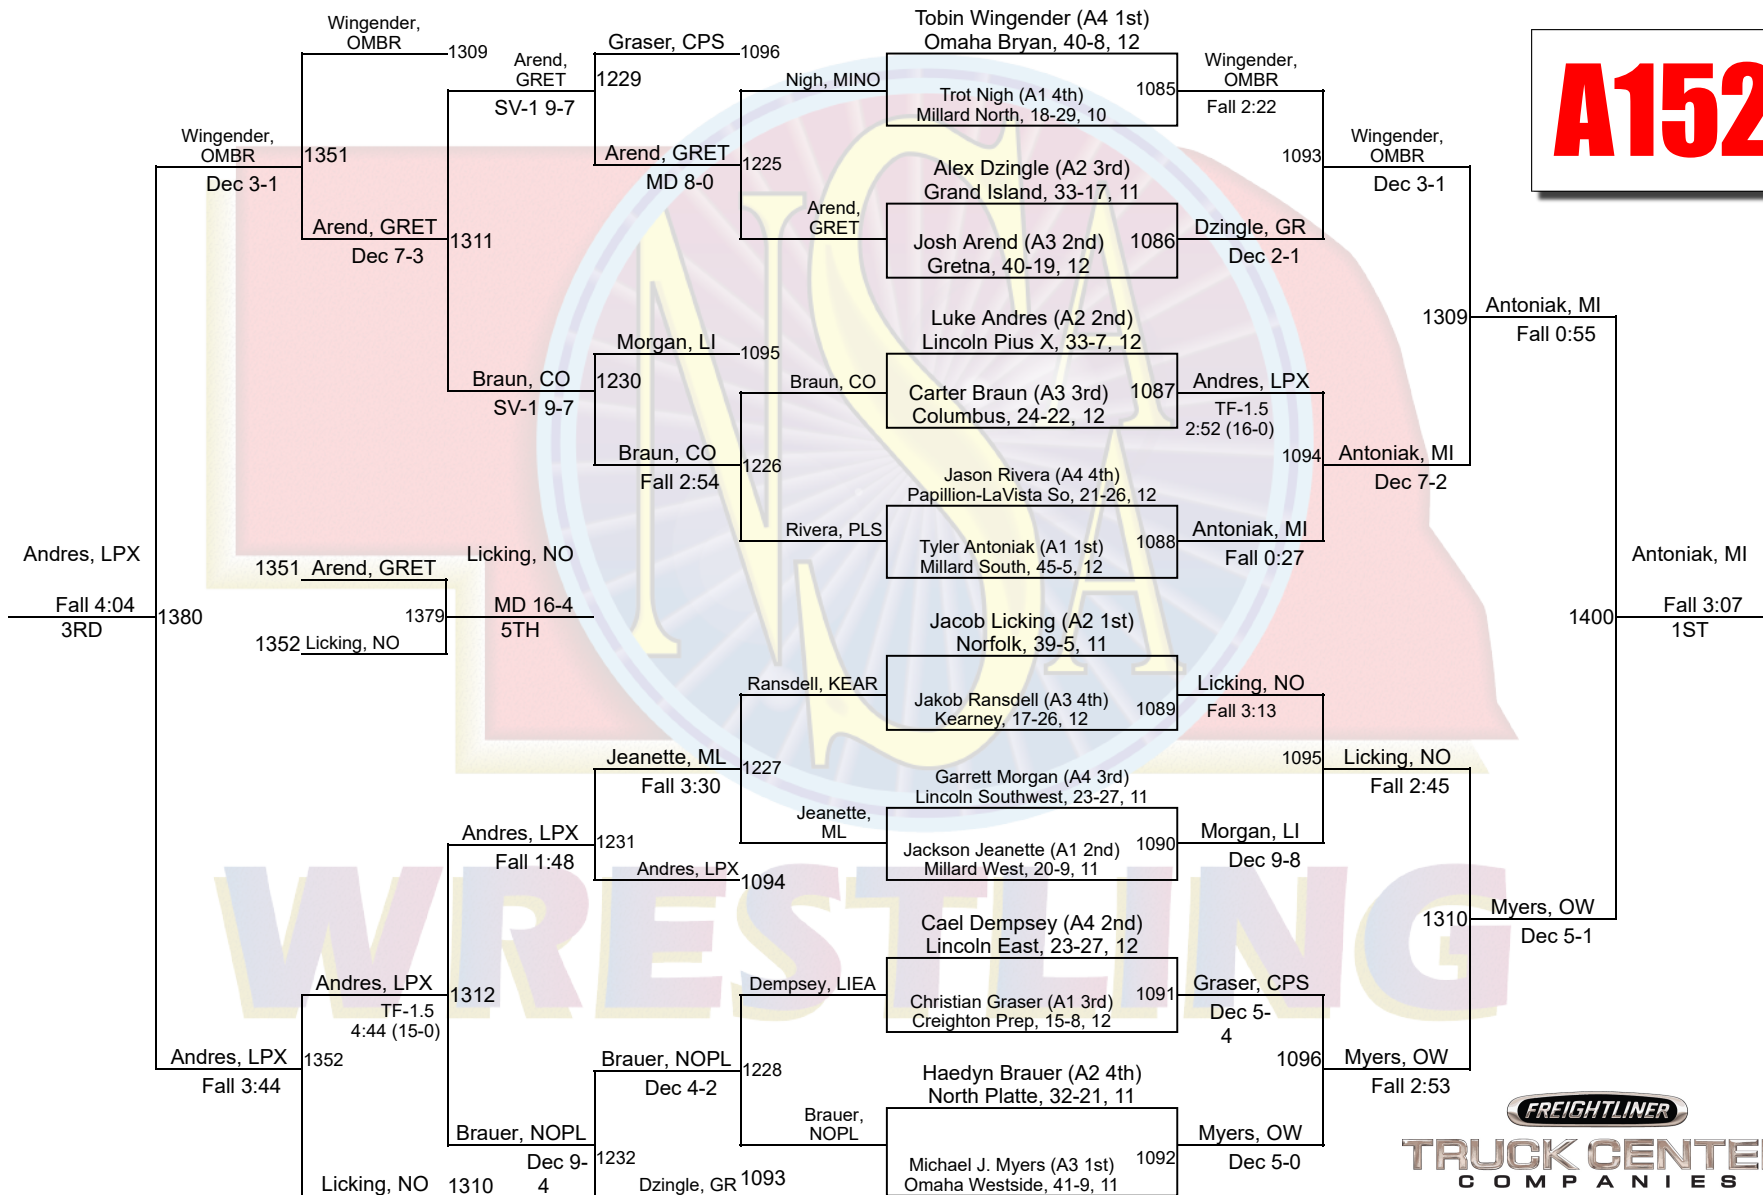 Wingender,
OMBR
1309
Arend,
GRET
SV-1 9-7
Graser, CPS
1096
1229
Arend, GRET
MD 8-0
Wingender,
OMBR
Dec 3-1
1351
Arend, GRET
Dec 7-3
1311
Nigh, MINO
1225
Arend,
GRET
Morgan, LI
1095
Braun, CO
SV-1 9-7
1230
Braun, CO
Fall 2:54
Braun, CO
1226
Rivera, PLS
Tobin Wingender (A4 1st)
Omaha Bryan, 40-8, 12
Trot Nigh (A1 4th)
Millard North, 18-29, 10
1085
Wingender,
OMBR
Fall 2:22
Alex Dzingle (A2 3rd)
Grand Island, 33-17, 11
Josh Arend (A3 2nd)
Gretna, 40-19, 12
1086
Dzingle, GR
Dec 2-1
1093
Wingender,
OMBR
Dec 3-1
Luke Andres (A2 2nd)
Lincoln Pius X, 33-7, 12
Carter Braun (A3 3rd)
Columbus, 24-22, 12
1087
Andres, LPX
TF-1.5
2:52 (16-0)
Jason Rivera (A4 4th)
Papillion-LaVista So, 21-26, 12
Tyler Antoniak (A1 1st)
Millard South, 45-5, 12
1088
Antoniak, MI
Fall 0:27
1094
Antoniak, MI
Dec 7-2
1309
Antoniak, MI
Fall 0:55
A152
Andres, LPX
Fall 4:04
3RD
1380
1351
Arend, GRET
1352
Licking, NO
1379
Licking, NO
MD 16-4
5TH
Antoniak, MI
1400
Fall 3:07
1ST
Jacob Licking (A2 1st)
Norfolk, 39-5, 11
Jakob Ransdell (A3 4th)
Kearney, 17-26, 12
1089
Ransdell, KEAR
Licking, NO
Fall 3:13
Garrett Morgan (A4 3rd)
Lincoln Southwest, 23-27, 11
Jackson Jeanette (A1 2nd)
Millard West, 20-9, 11
1090
Jeanette,
ML
Morgan, LI
Dec 9-8
1095
Licking, NO
Fall 2:45
Jeanette, ML
Fall 3:30
1227
Andres, LPX
Fall 1:48
1231
Andres, LPX
1094
Cael Dempsey (A4 2nd)
Lincoln East, 23-27, 12
Christian Graser (A1 3rd)
Creighton Prep, 15-8, 12
1091
Dempsey, LIEA
Graser, CPS
Dec 5-
4
Haedyn Brauer (A2 4th)
North Platte, 32-21, 11
Michael J. Myers (A3 1st)
Omaha Westside, 41-9, 11
1092
Brauer,
NOPL
Myers, OW
Dec 5-0
1096
Myers, OW
Fall 2:53
1310
Myers, OW
Dec 5-1
Andres, LPX
TF-1.5
4:44 (15-0)
1312
Andres, LPX
Fall 3:44
1352
Brauer, NOPL
Dec 4-2
1228
Brauer, NOPL
Dec 9-
4
1232
Dzingle, GR
1093
Licking, NO
1310
NSAA
WRESTLING
FREIGHTLINER
TRUCK CENTE
COMPANIES